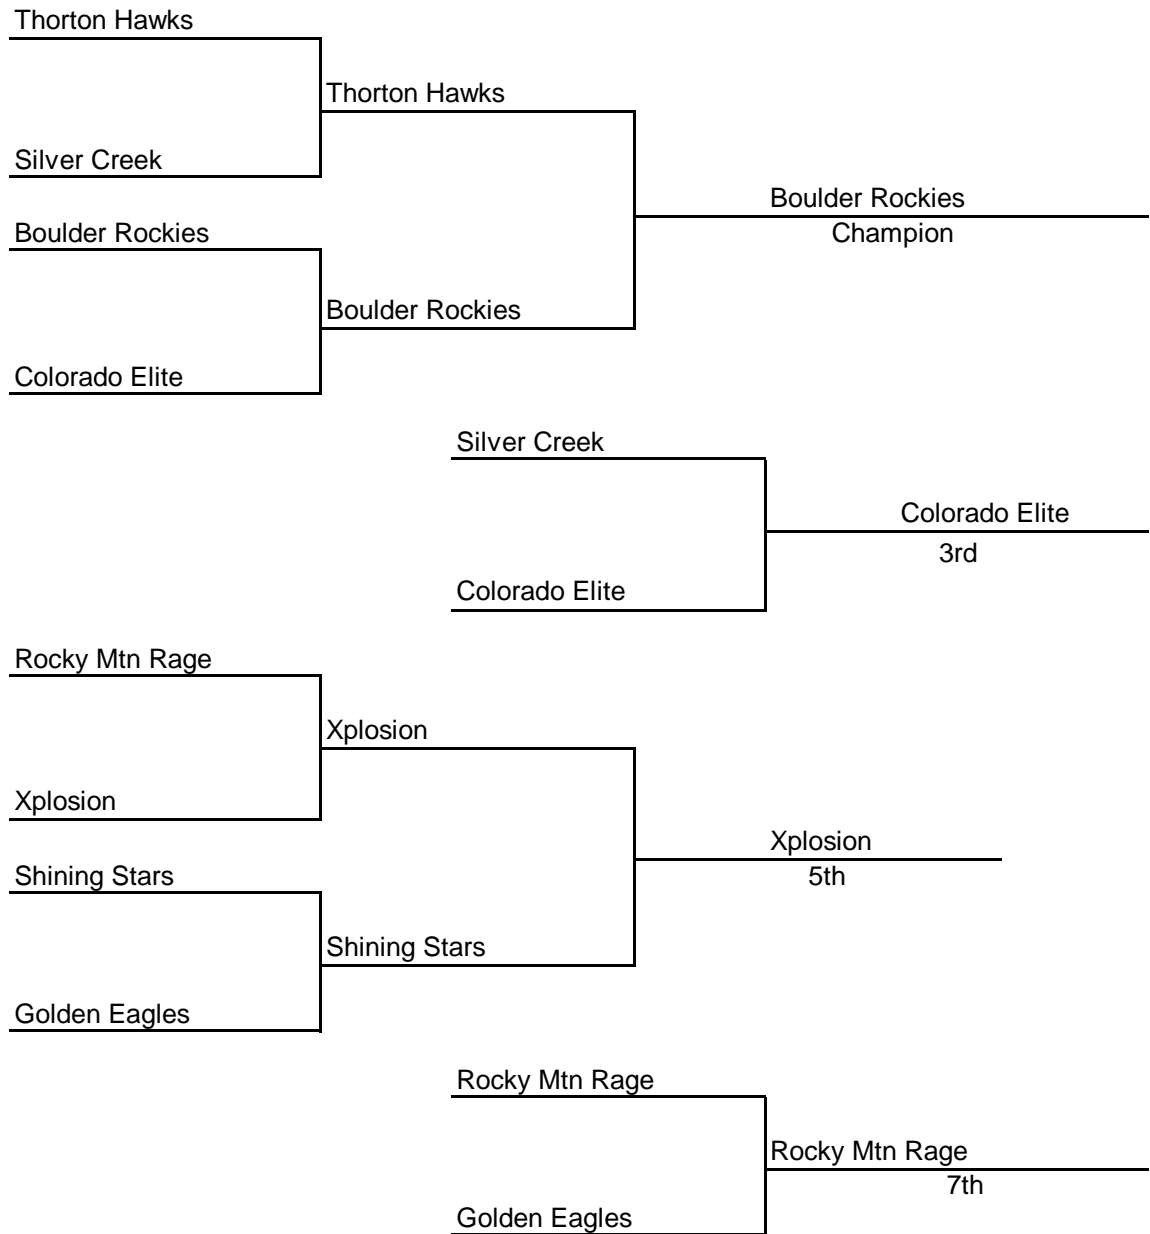 Thorton Hawks
Thorton Hawks
Silver Creek
Boulder Rockies
Boulder Rockies
Champion
Boulder Rockies
Colorado Elite
Silver Creek
Colorado Elite
3rd
Colorado Elite
Rocky Mtn Rage
Xplosion
Xplosion
Xplosion
5th
Shining Stars
Shining Stars
Golden Eagles
Rocky Mtn Rage
Rocky Mtn Rage
7th
Golden Eagles